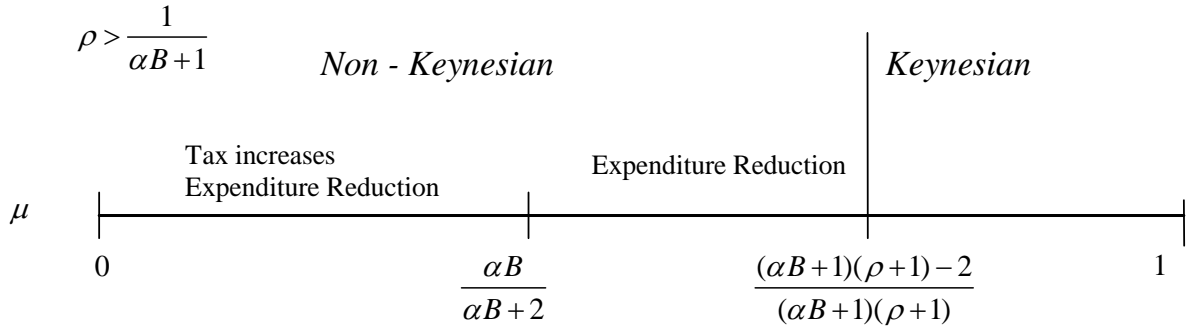 ρ > 1/(αB+1)
Non - Keynesian Keynesian
Tax increases
Expenditure Reduction
Expenditure Reduction
μ
0 αB/(αB+2) ((αB+1)(ρ+1)−2)/((αB+1)(ρ+1)) 1